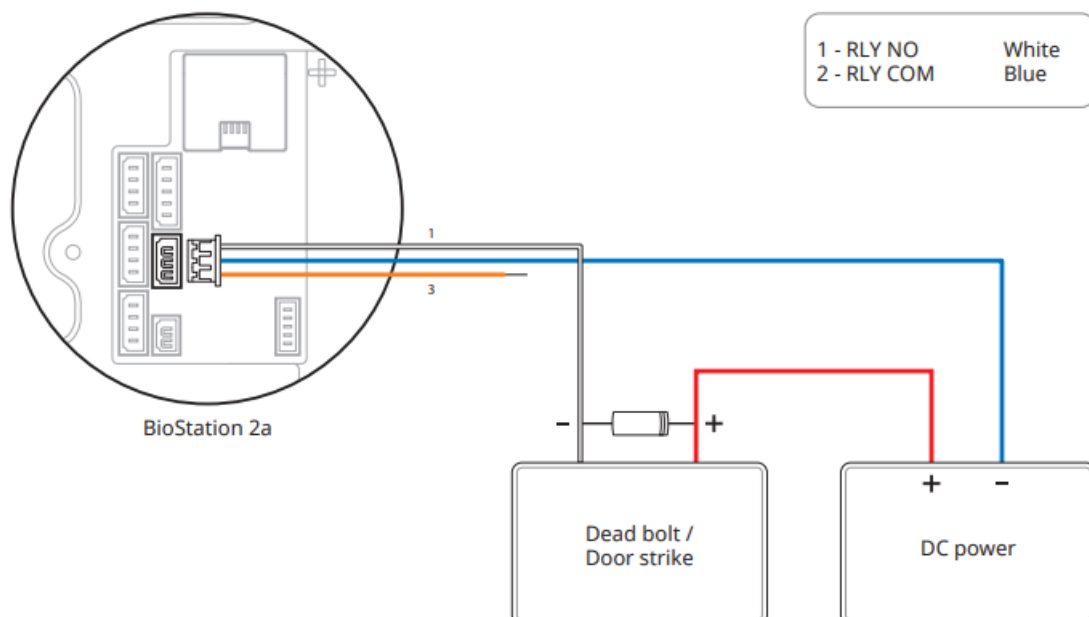 1 - RLY NO White
2 - RLY COM Blue
1
3
BioStation 2a
- +
+ -
Dead bolt /
Door strike
DC power